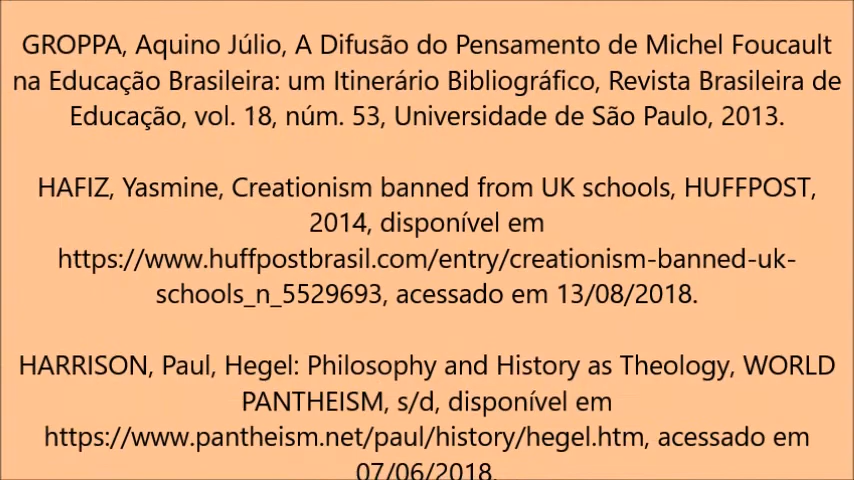 GROPPA, Aquino Júlio, A Difusão do Pensamento de Michel Foucault
na Educação Brasileira: um Itinerário Bibliográfico, Revista Brasileira de
Educação, vol. 18, núm. 53, Universidade de São Paulo, 2013.
HAFIZ, Yasmine, Creationism banned from UK schools, HUFFPOST,
2014, disponível em
https://www.huffpostbrasil.com/entry/creationism-banned-uk-
schools_n_5529693, acessado em 13/08/2018.
HARRISON, Paul, Hegel: Philosophy and History as Theology, WORLD
PANTHEISM, s/d, disponível em
https://www.pantheism.net/paul/history/hegel.htm, acessado em
07/06/2018.